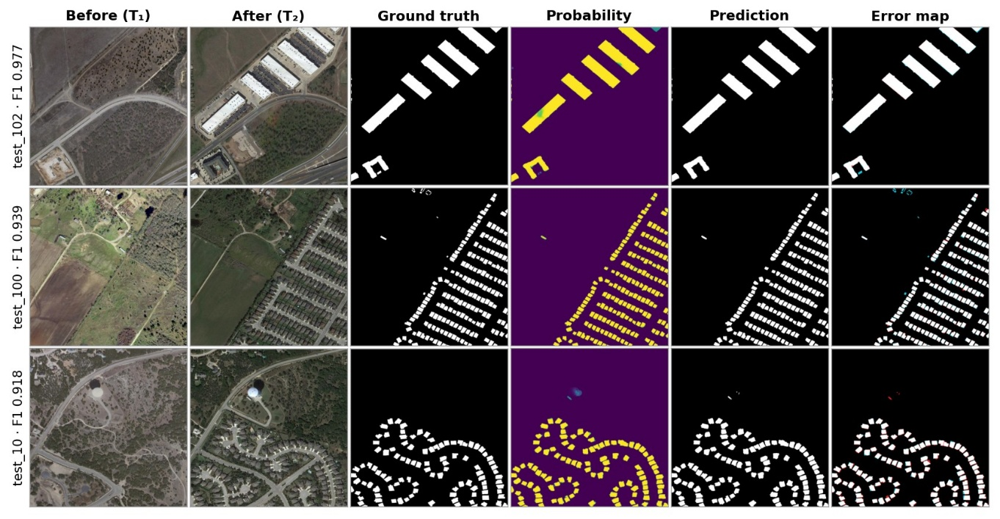 Before (T₁) After (T₂) Ground truth Probability Prediction Error map
test_102 · F1 0.977
test_100 · F1 0.939
test_10 · F1 0.918